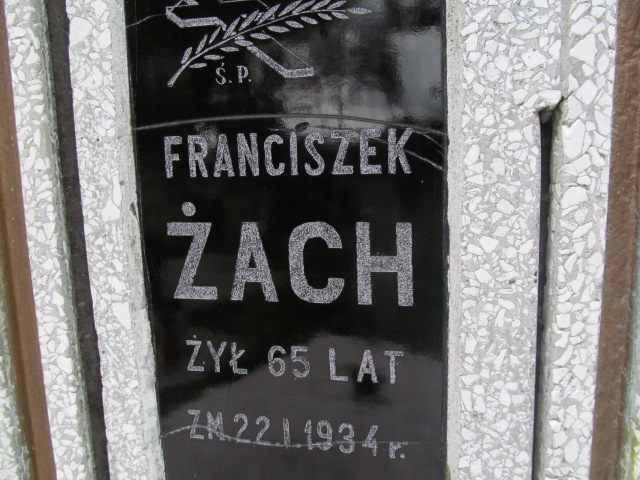 Ś.P.
FRANCISZEK
ŻACH
ŻYŁ 65 LAT
ZM.22 I 1934 r.